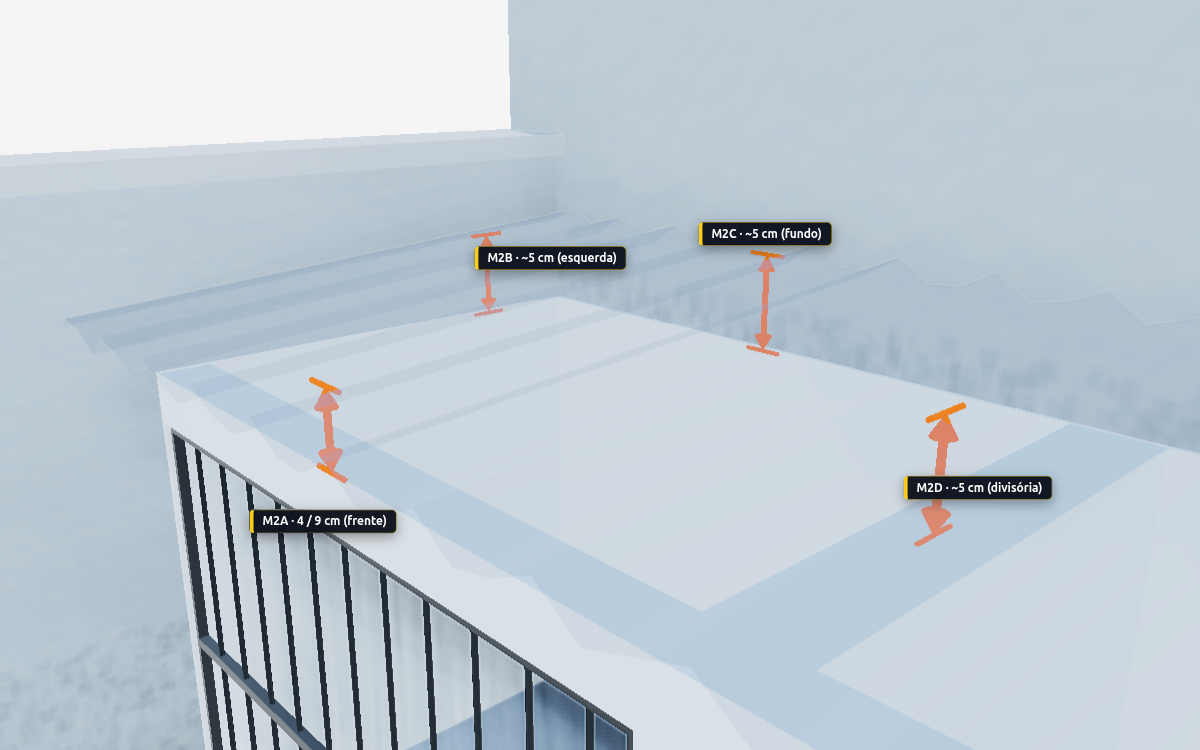 M2C · ~5 cm (fundo)
M2B · ~5 cm (esquerda)
M2D · ~5 cm (divisória)
M2A · 4 / 9 cm (frente)